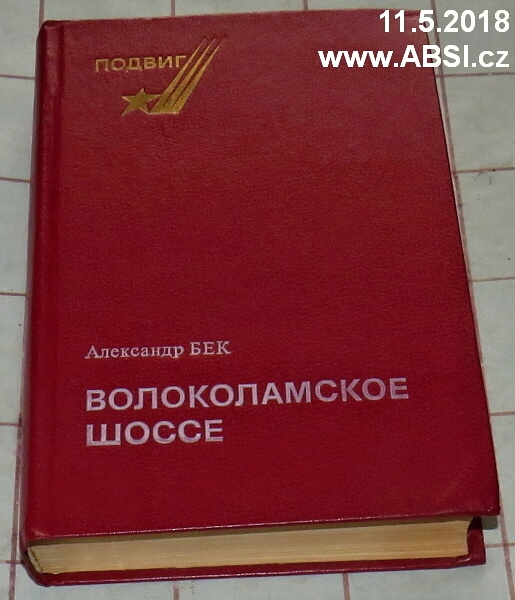 11.5.2018
www.ABSI.cz
ПОДВИГ
Александр БЕК
ВОЛОКОЛАМСКОЕ
ШОССЕ